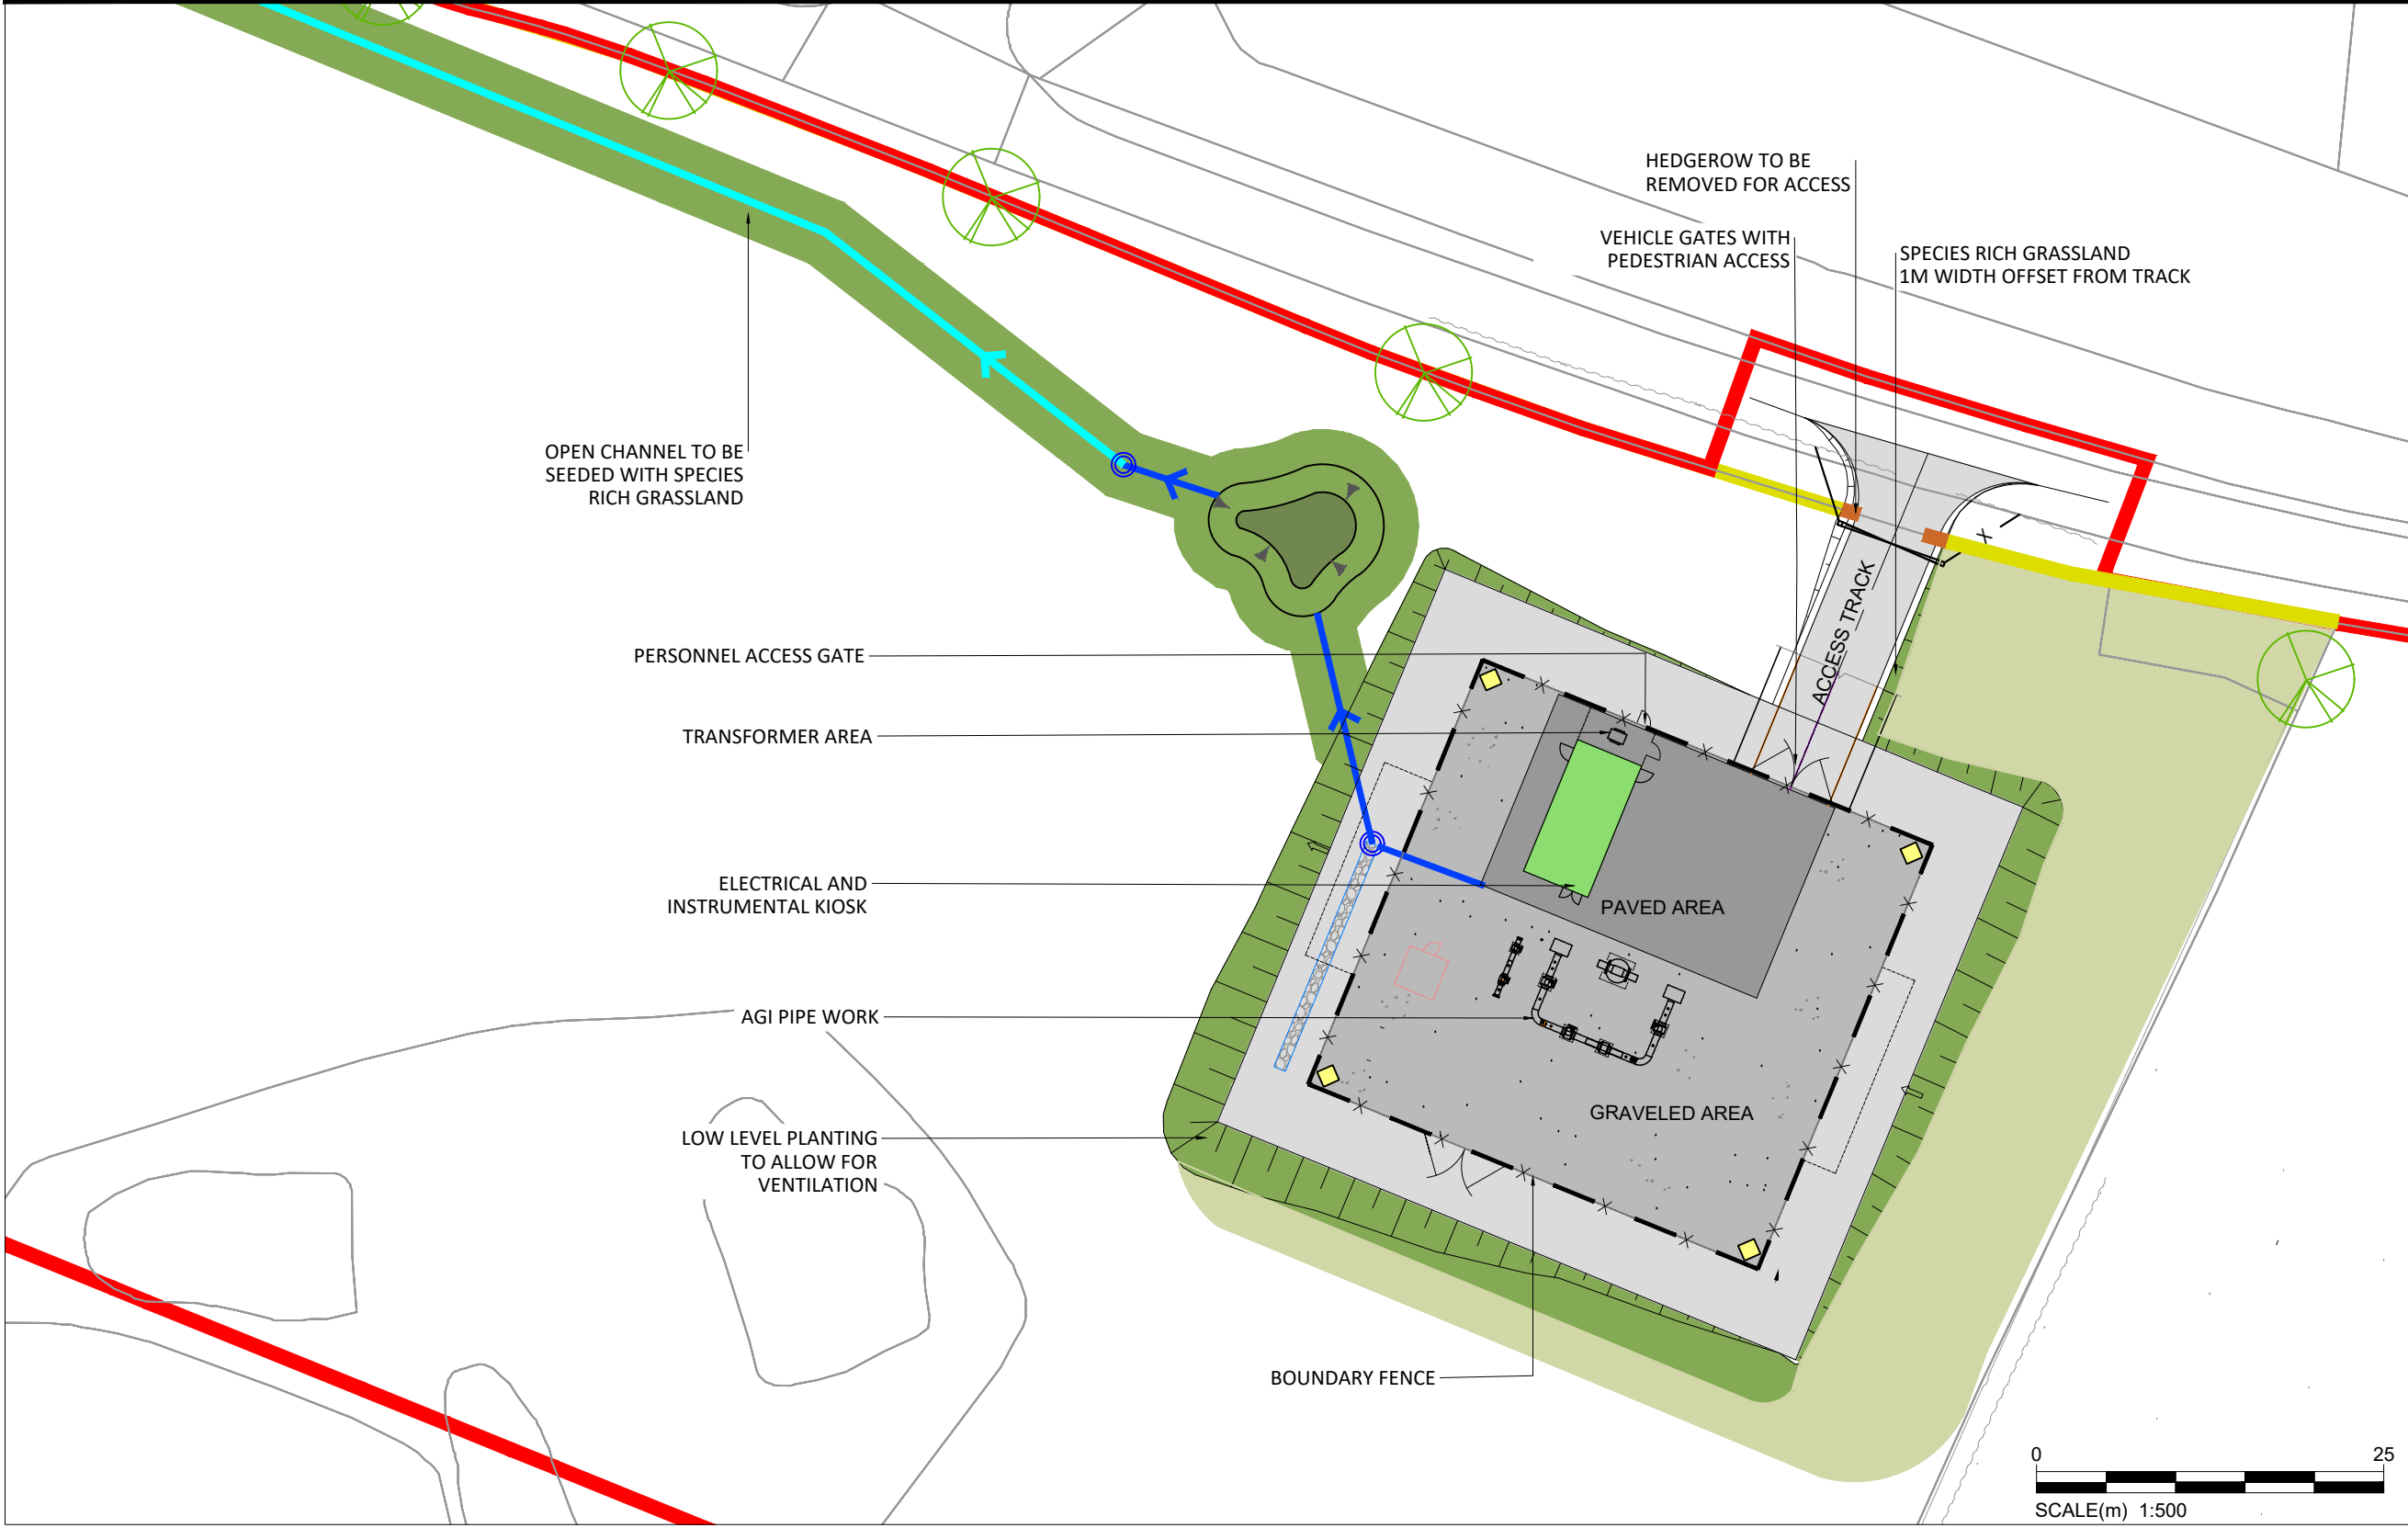 HEDGEROW TO BE
REMOVED FOR ACCESS
VEHICLE GATES WITH
PEDESTRIAN ACCESS
SPECIES RICH GRASSLAND
1M WIDTH OFFSET FROM TRACK
OPEN CHANNEL TO BE
SEEDED WITH SPECIES
RICH GRASSLAND
ACCESS TRACK
PERSONNEL ACCESS GATE
TRANSFORMER AREA
ELECTRICAL AND
INSTRUMENTAL KIOSK
PAVED AREA
AGI PIPE WORK
GRAVELED AREA
LOW LEVEL PLANTING
TO ALLOW FOR
VENTILATION
BOUNDARY FENCE
0 25
SCALE(m) 1:500